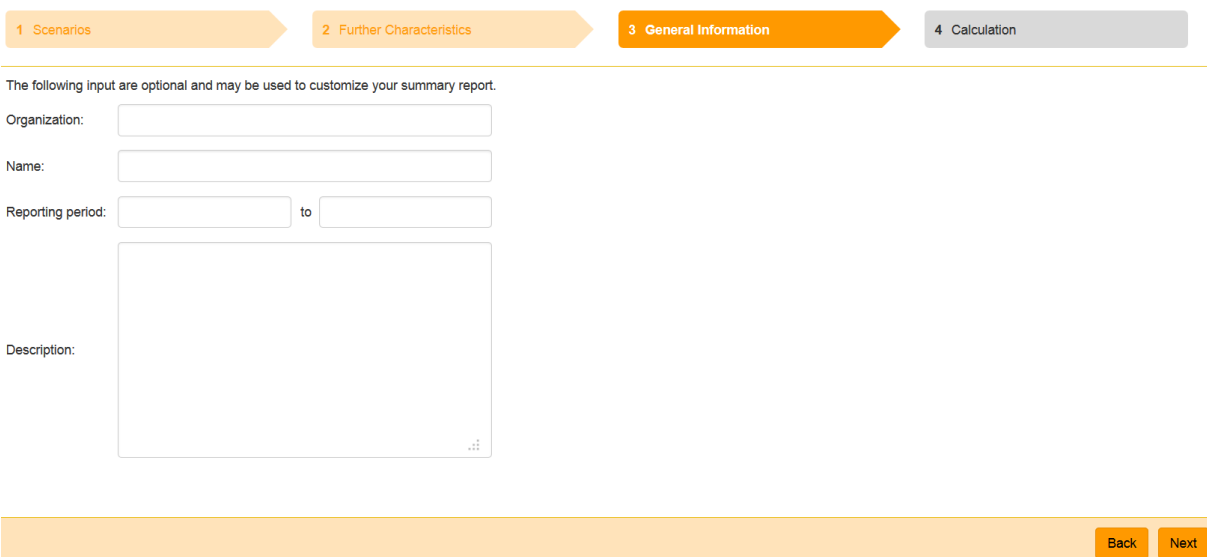 1 Scenarios
2 Further Characteristics
3 General Information
4 Calculation
The following input are optional and may be used to customize your summary report.
Organization:
Name:
Reporting period:
to
Description:
Back
Next